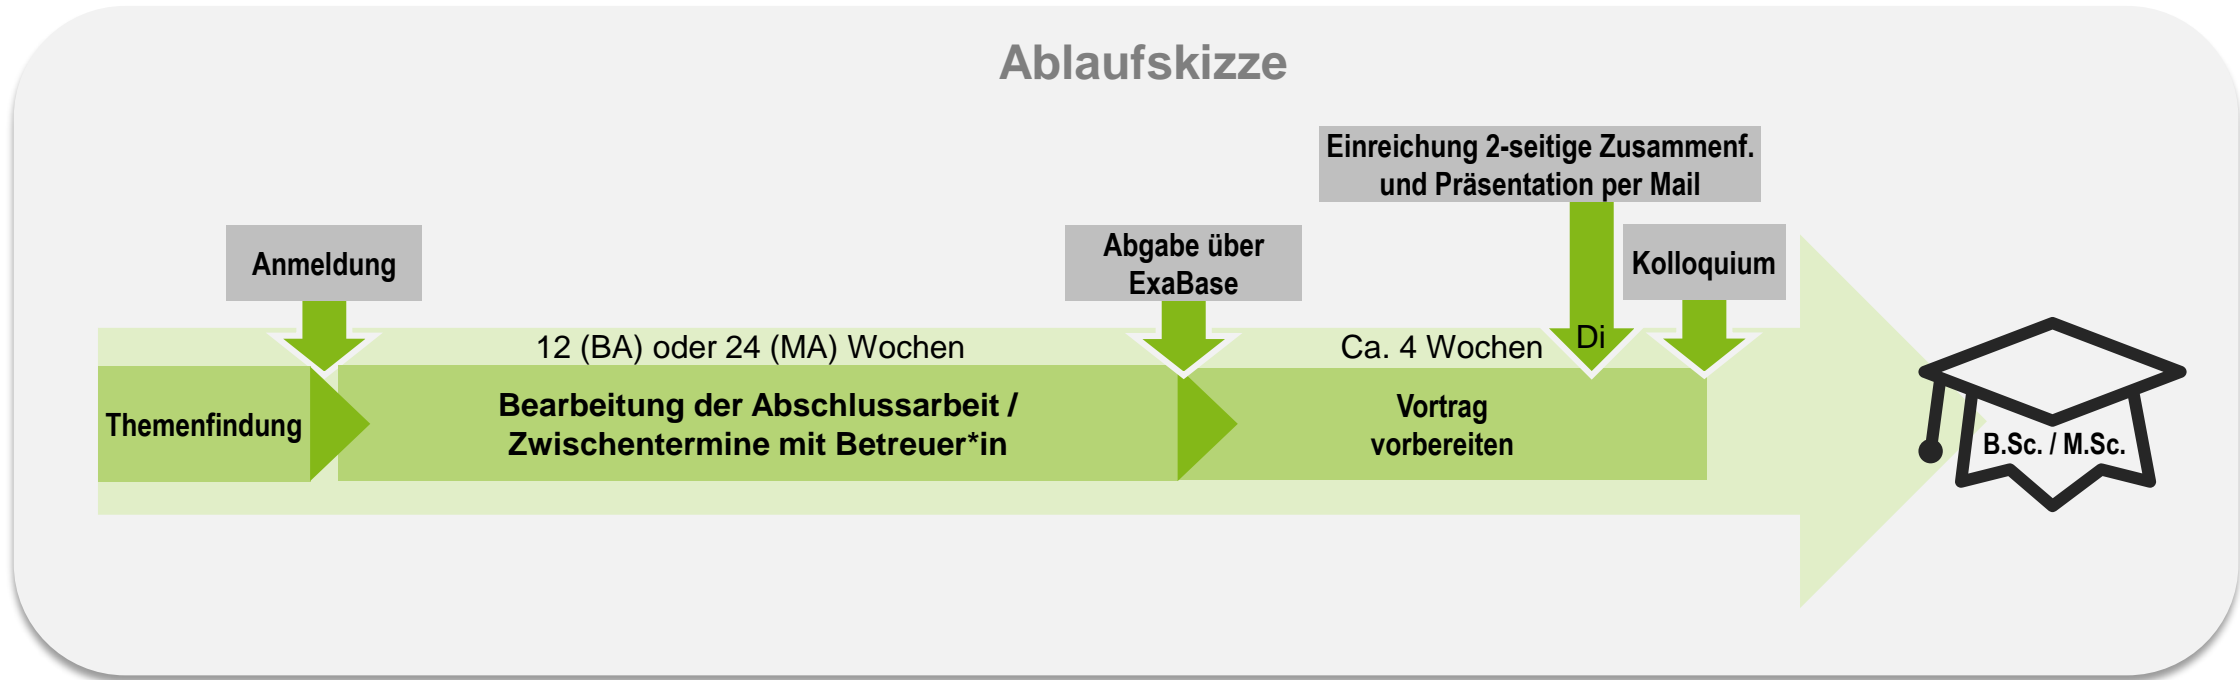 Ablaufskizze
Einreichung 2-seitige Zusammenf.
und Präsentation per Mail
Anmeldung
Abgabe über
ExaBase
Kolloquium
12 (BA) oder 24 (MA) Wochen
Ca. 4 Wochen
Di
Themenfindung
Bearbeitung der Abschlussarbeit /
Zwischentermine mit Betreuer*in
Vortrag
vorbereiten
B.Sc. / M.Sc.